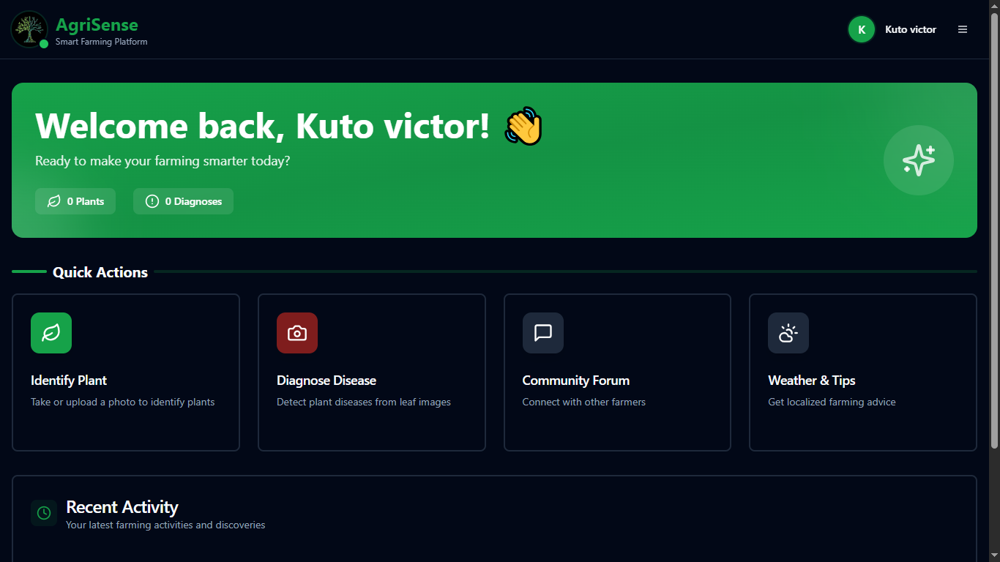 AgriSense
Smart Farming Platform
K
Kuto victor
Welcome back, Kuto victor! 👋
Ready to make your farming smarter today?
0 Plants
0 Diagnoses
Quick Actions
Identify Plant
Take or upload a photo to identify plants
Diagnose Disease
Detect plant diseases from leaf images
Community Forum
Connect with other farmers
Weather & Tips
Get localized farming advice
Recent Activity
Your latest farming activities and discoveries